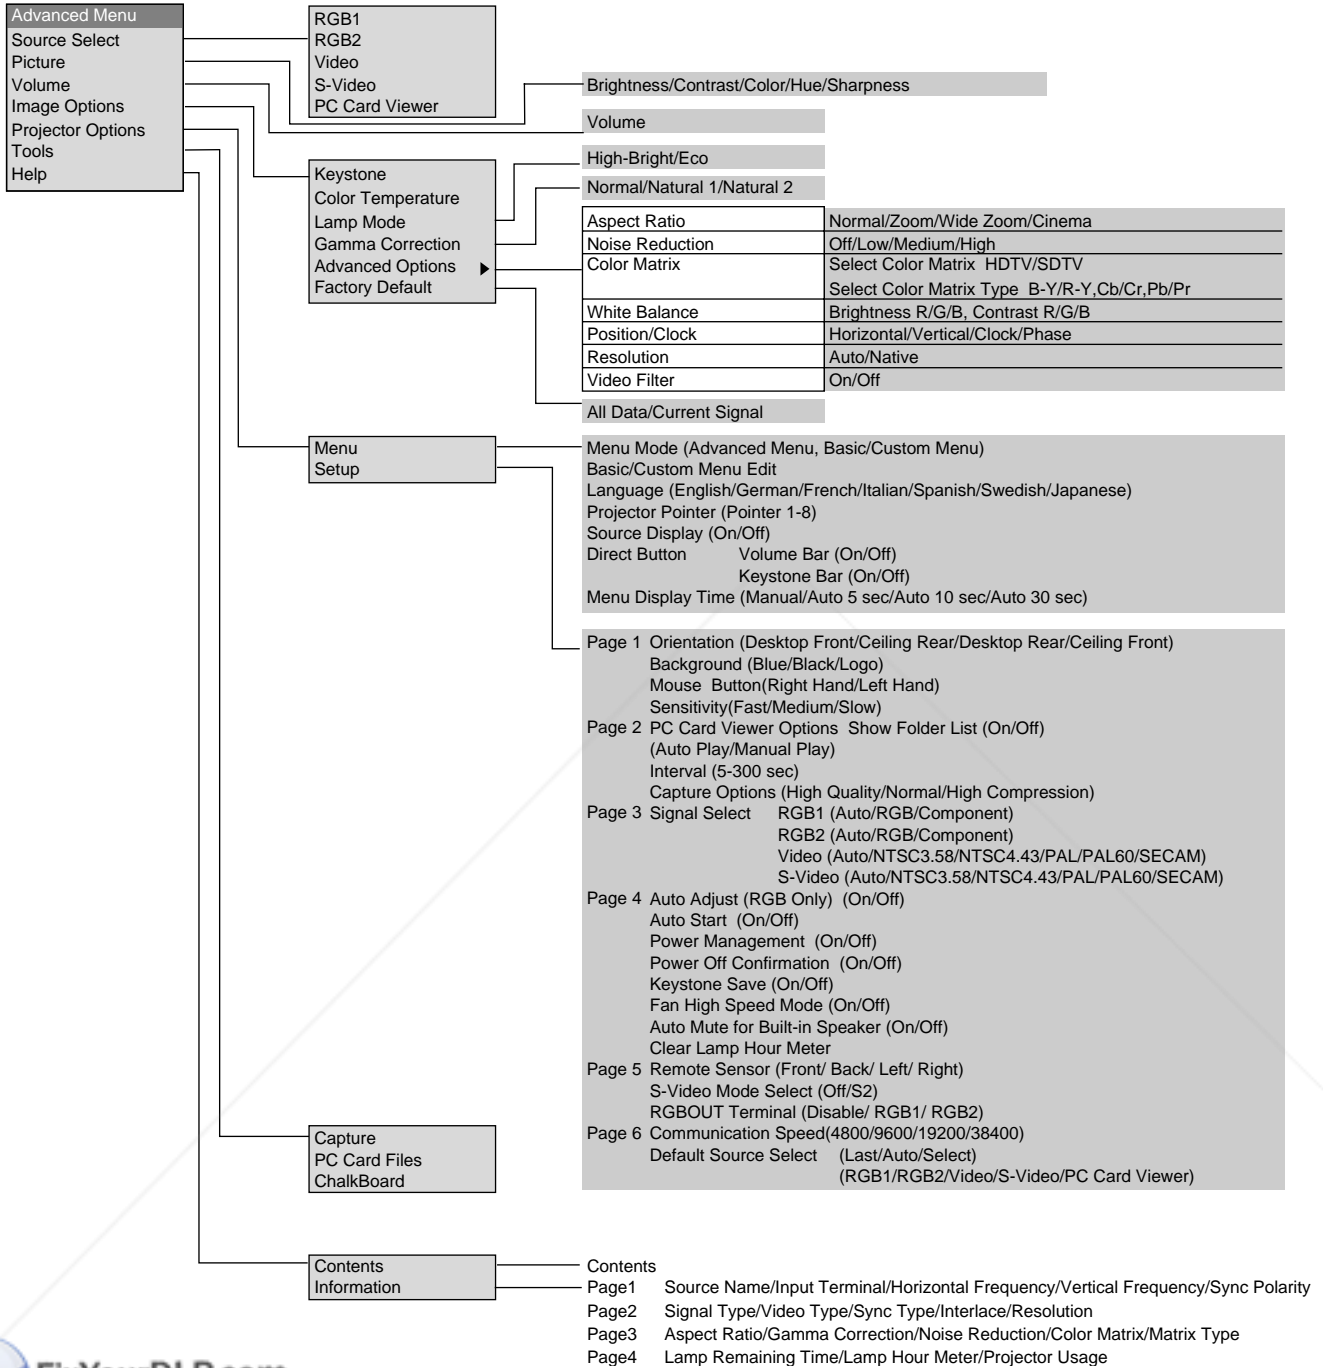 Advanced Menu
Source Select
Picture
Volume
Image Options
Projector Options
Tools
Help
RGB1
RGB2
Video
S-Video
PC Card Viewer
Brightness/Contrast/Color/Hue/Sharpness
Volume
High-Bright/Eco
Normal/Natural 1/Natural 2
Keystone
Color Temperature
Lamp Mode
Gamma Correction
Advanced Options
Factory Default
Aspect Ratio Normal/Zoom/Wide Zoom/Cinema
Noise Reduction Off/Low/Medium/High
Color Matrix Select Color Matrix HDTV/SDTV
Select Color Matrix Type B-Y/R-Y,Cb/Cr,Pb/Pr
White Balance Brightness R/G/B, Contrast R/G/B
Position/Clock Horizontal/Vertical/Clock/Phase
Resolution Auto/Native
Video Filter On/Off
All Data/Current Signal
Menu
Setup
Menu Mode (Advanced Menu, Basic/Custom Menu)
Basic/Custom Menu Edit
Language (English/German/French/Italian/Spanish/Swedish/Japanese)
Projector Pointer (Pointer 1-8)
Source Display (On/Off)
Direct Button Volume Bar (On/Off)
Keystone Bar (On/Off)
Menu Display Time (Manual/Auto 5 sec/Auto 10 sec/Auto 30 sec)
Page 1 Orientation (Desktop Front/Ceiling Rear/Desktop Rear/Ceiling Front)
Background (Blue/Black/Logo)
Mouse Button(Right Hand/Left Hand)
Sensitivity(Fast/Medium/Slow)
Page 2 PC Card Viewer Options Show Folder List (On/Off)
(Auto Play/Manual Play)
Interval (5-300 sec)
Capture Options (High Quality/Normal/High Compression)
Page 3 Signal Select RGB1 (Auto/RGB/Component)
RGB2 (Auto/RGB/Component)
Video (Auto/NTSC3.58/NTSC4.43/PAL/PAL60/SECAM)
S-Video (Auto/NTSC3.58/NTSC4.43/PAL/PAL60/SECAM)
Page 4 Auto Adjust (RGB Only) (On/Off)
Auto Start (On/Off)
Power Management (On/Off)
Power Off Confirmation (On/Off)
Keystone Save (On/Off)
Fan High Speed Mode (On/Off)
Auto Mute for Built-in Speaker (On/Off)
Clear Lamp Hour Meter
Page 5 Remote Sensor (Front/ Back/ Left/ Right)
S-Video Mode Select (Off/S2)
RGBOUT Terminal (Disable/ RGB1/ RGB2)
Page 6 Communication Speed(4800/9600/19200/38400)
Default Source Select (Last/Auto/Select)
(RGB1/RGB2/Video/S-Video/PC Card Viewer)
Capture
PC Card Files
ChalkBoard
Contents
Information
Contents
Page1 Source Name/Input Terminal/Horizontal Frequency/Vertical Frequency/Sync Polarity
Page2 Signal Type/Video Type/Sync Type/Interlace/Resolution
Page3 Aspect Ratio/Gamma Correction/Noise Reduction/Color Matrix/Matrix Type
Page4 Lamp Remaining Time/Lamp Hour Meter/Projector Usage